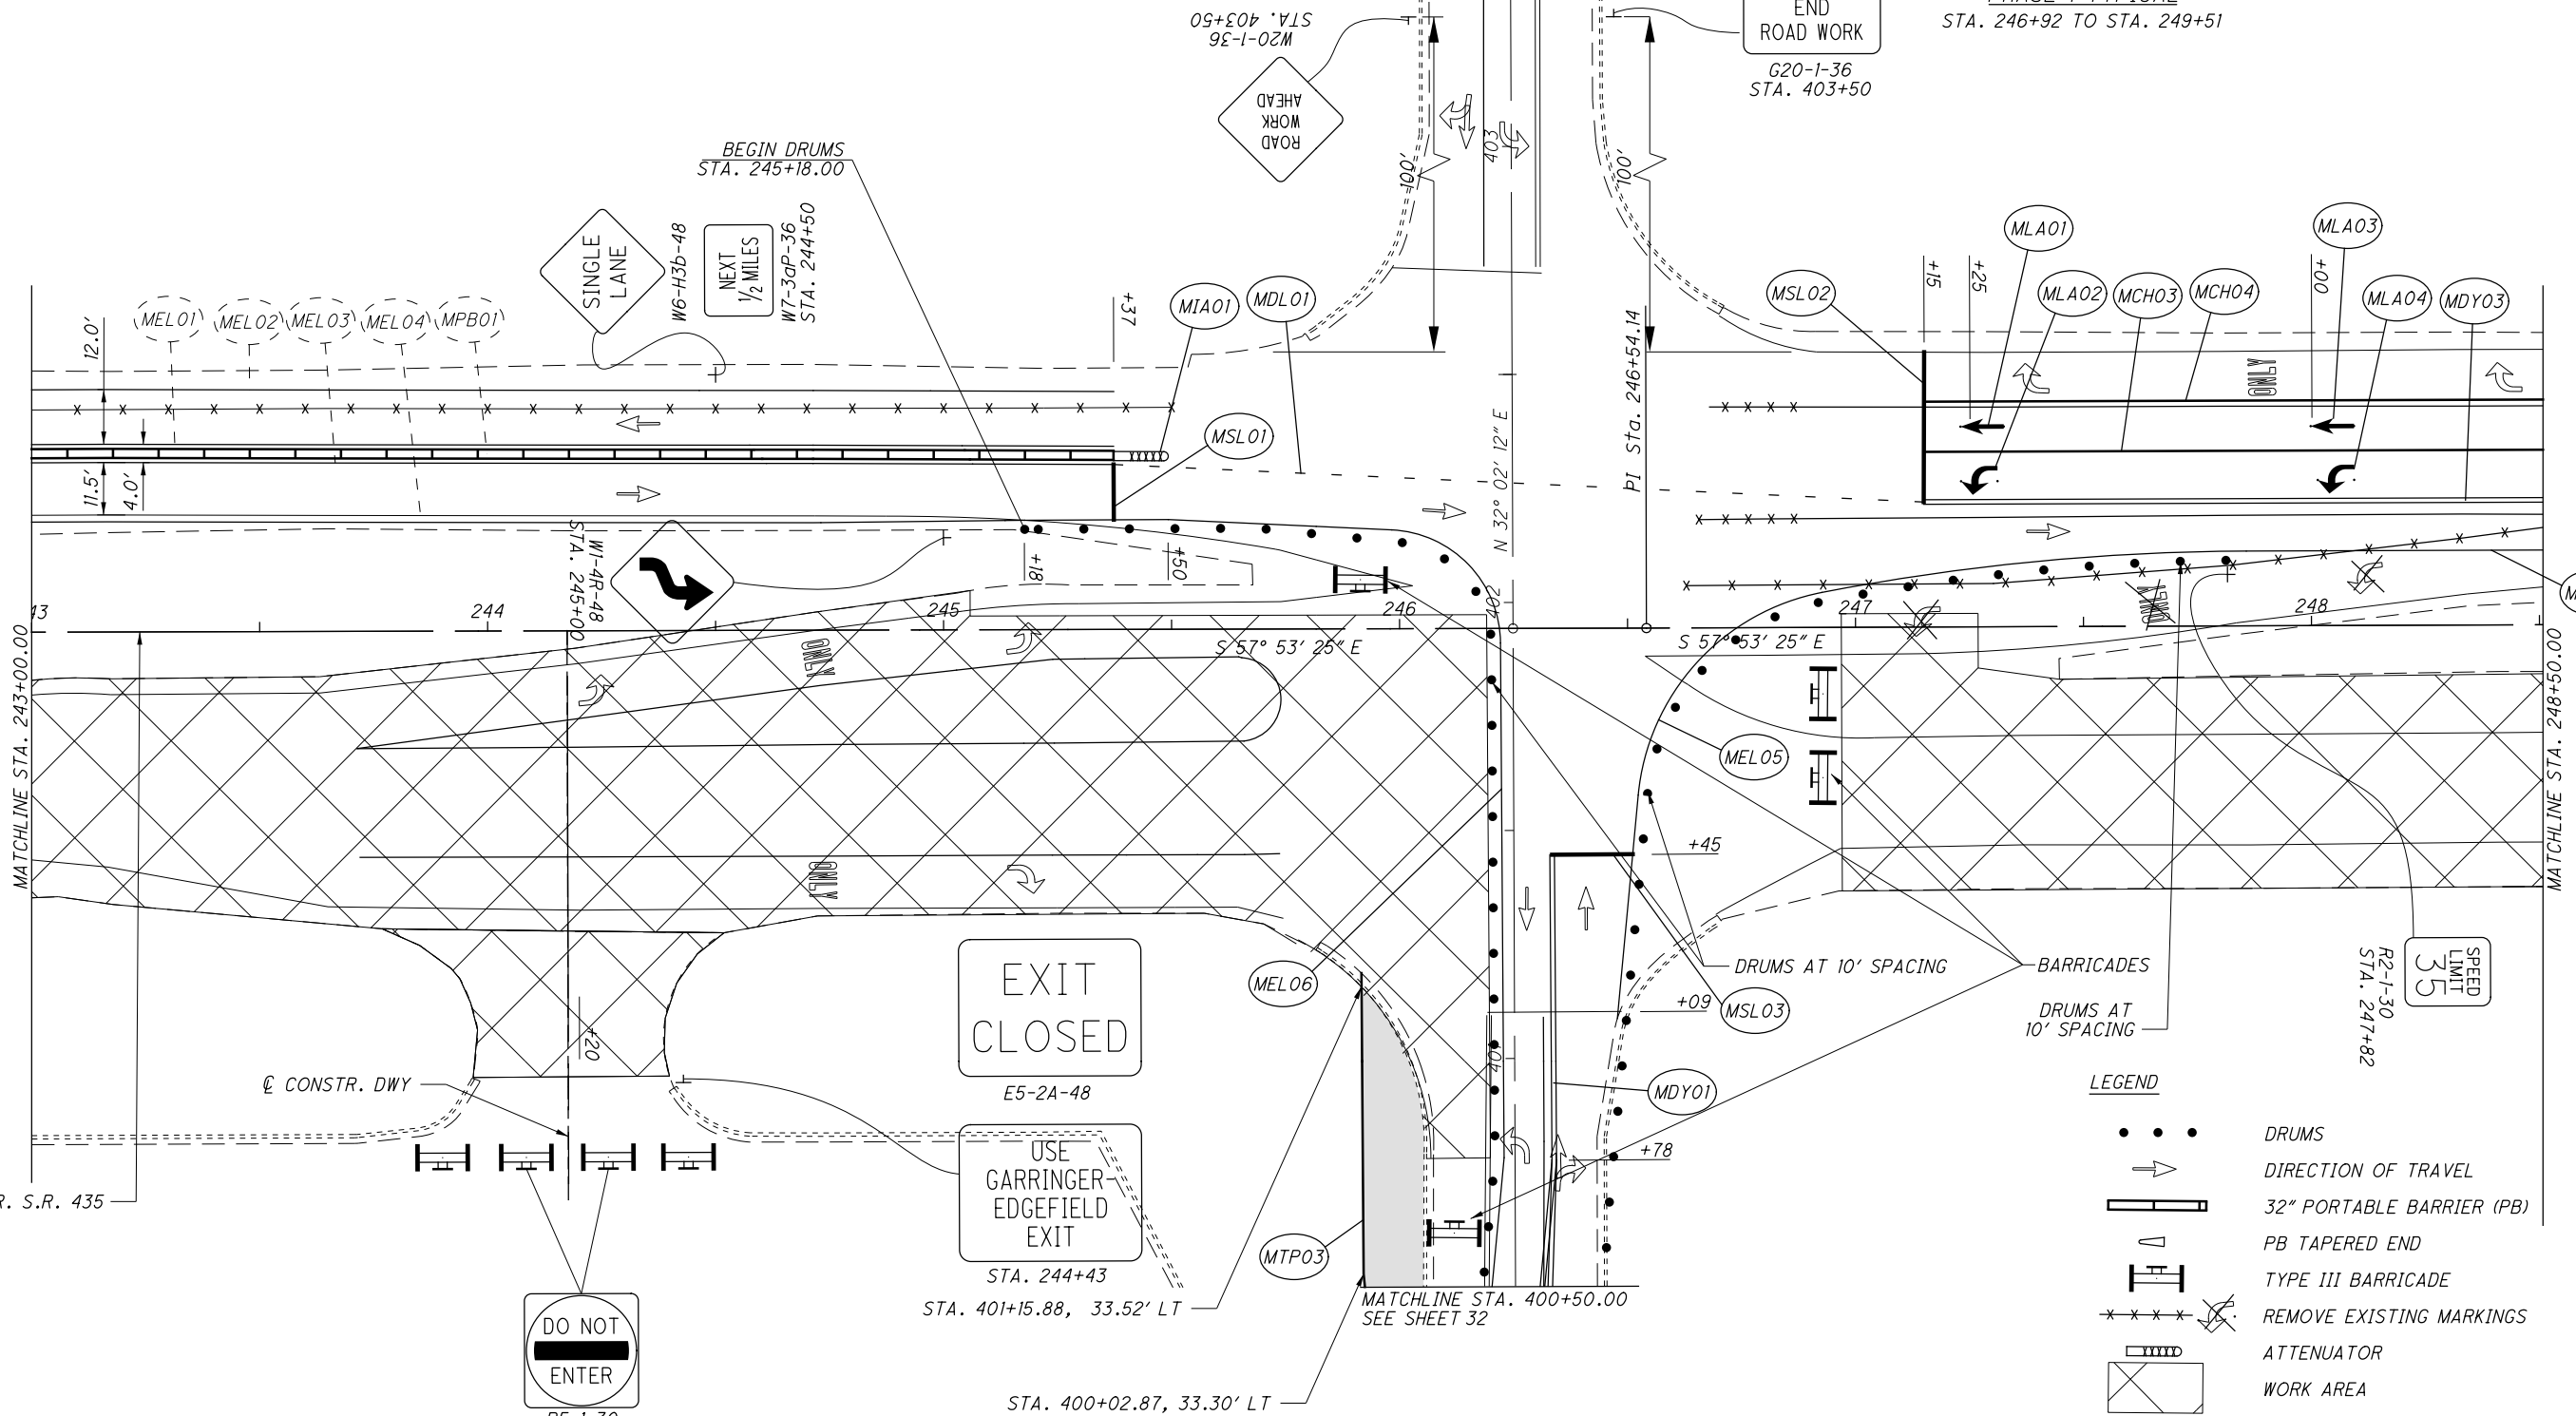 STA. 403+50
W20-1-36
ROAD
WORK
AHEAD
END
ROAD WORK
G20-1-36
STA. 403+50
STA. 246+92 TO STA. 249+51
BEGIN DRUMS
STA. 245+18.00
SINGLE
LANE
W6-H3b-48
NEXT
1/2 MILES
W7-3aP-36
STA. 244+50
100'
403
100'
MEL01
MEL02
MEL03
MEL04
MPB01
12.0'
11.5'
4.0'
+37
MIA01
MDL01
MSL01
N 32° 02' 12" E
PI Sta. 246+54.14
MSL02
+15
+25
MLA01
MLA02
MCH03
MCH04
+00
MLA03
MLA04
MDY03
ONLY
W1-4R-48
STA. 245+00
+18
+50
43
244
245
246
402
247
248
S 57° 53' 25" E
S 57° 53' 25" E
ONLY
ONLY
ONLY
MATCHLINE STA. 243+00.00
MATCHLINE STA. 248+50.00
MEL05
+45
MEL06
DRUMS AT 10' SPACING
BARRICADES
+09
MSL03
DRUMS AT
10' SPACING
SPEED
LIMIT
35
R2-1-30
STA. 247+82
EXIT
CLOSED
E5-2A-48
+20
℄ CONSTR. DWY
401
MDY01
+78
USE
GARRINGER-
EDGEFIELD
EXIT
STA. 244+43
R. S.R. 435
MTP03
STA. 401+15.88, 33.52' LT
MATCHLINE STA. 400+50.00
SEE SHEET 32
STA. 400+02.87, 33.30' LT
DO NOT
ENTER
LEGEND
DRUMS
DIRECTION OF TRAVEL
32" PORTABLE BARRIER (PB)
PB TAPERED END
TYPE III BARRICADE
REMOVE EXISTING MARKINGS
ATTENUATOR
WORK AREA